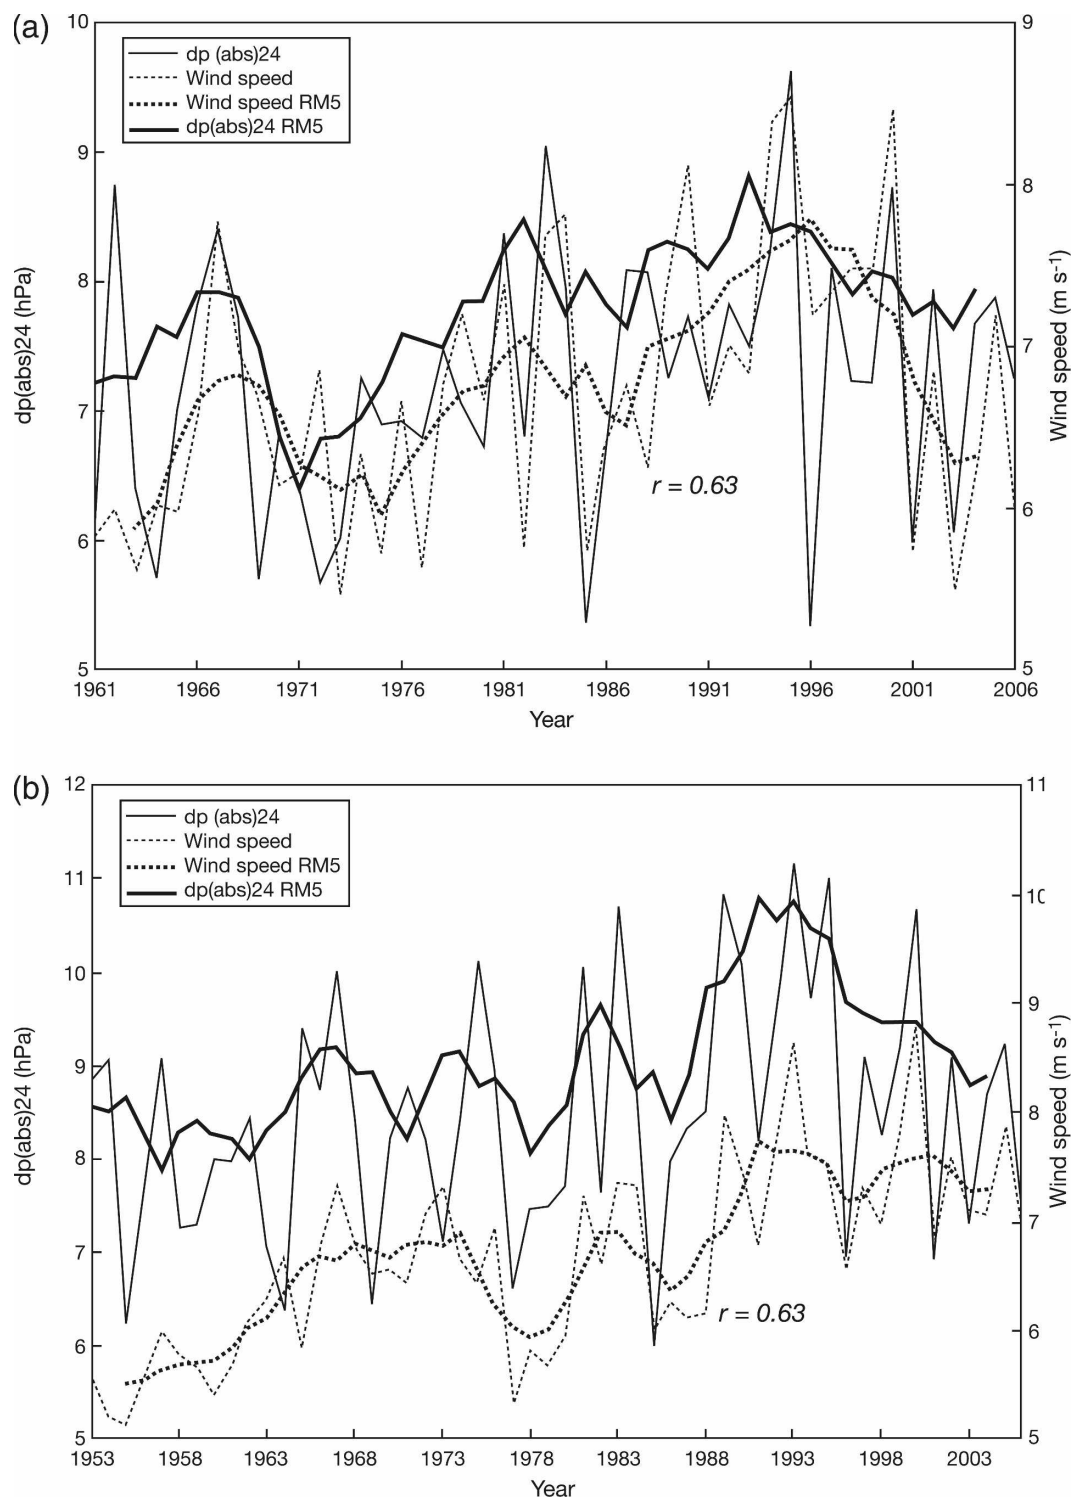 (a)
10
9
8
7
6
5
dp(abs)24 (hPa)
dp (abs)24
Wind speed
Wind speed RM5
dp(abs)24 RM5
r = 0.63
9
8
7
6
5
Wind speed (m s-1)
1961 1966 1971 1976 1981 1986 1991 1996 2001 2006
Year
(b)
12
11
10
9
8
7
6
5
dp(abs)24 (hPa)
dp (abs)24
Wind speed
Wind speed RM5
dp(abs)24 RM5
r = 0.63
11
10
9
8
7
6
5
Wind speed (m s-1)
1953 1958 1963 1968 1973 1978 1983 1988 1993 1998 2003
Year